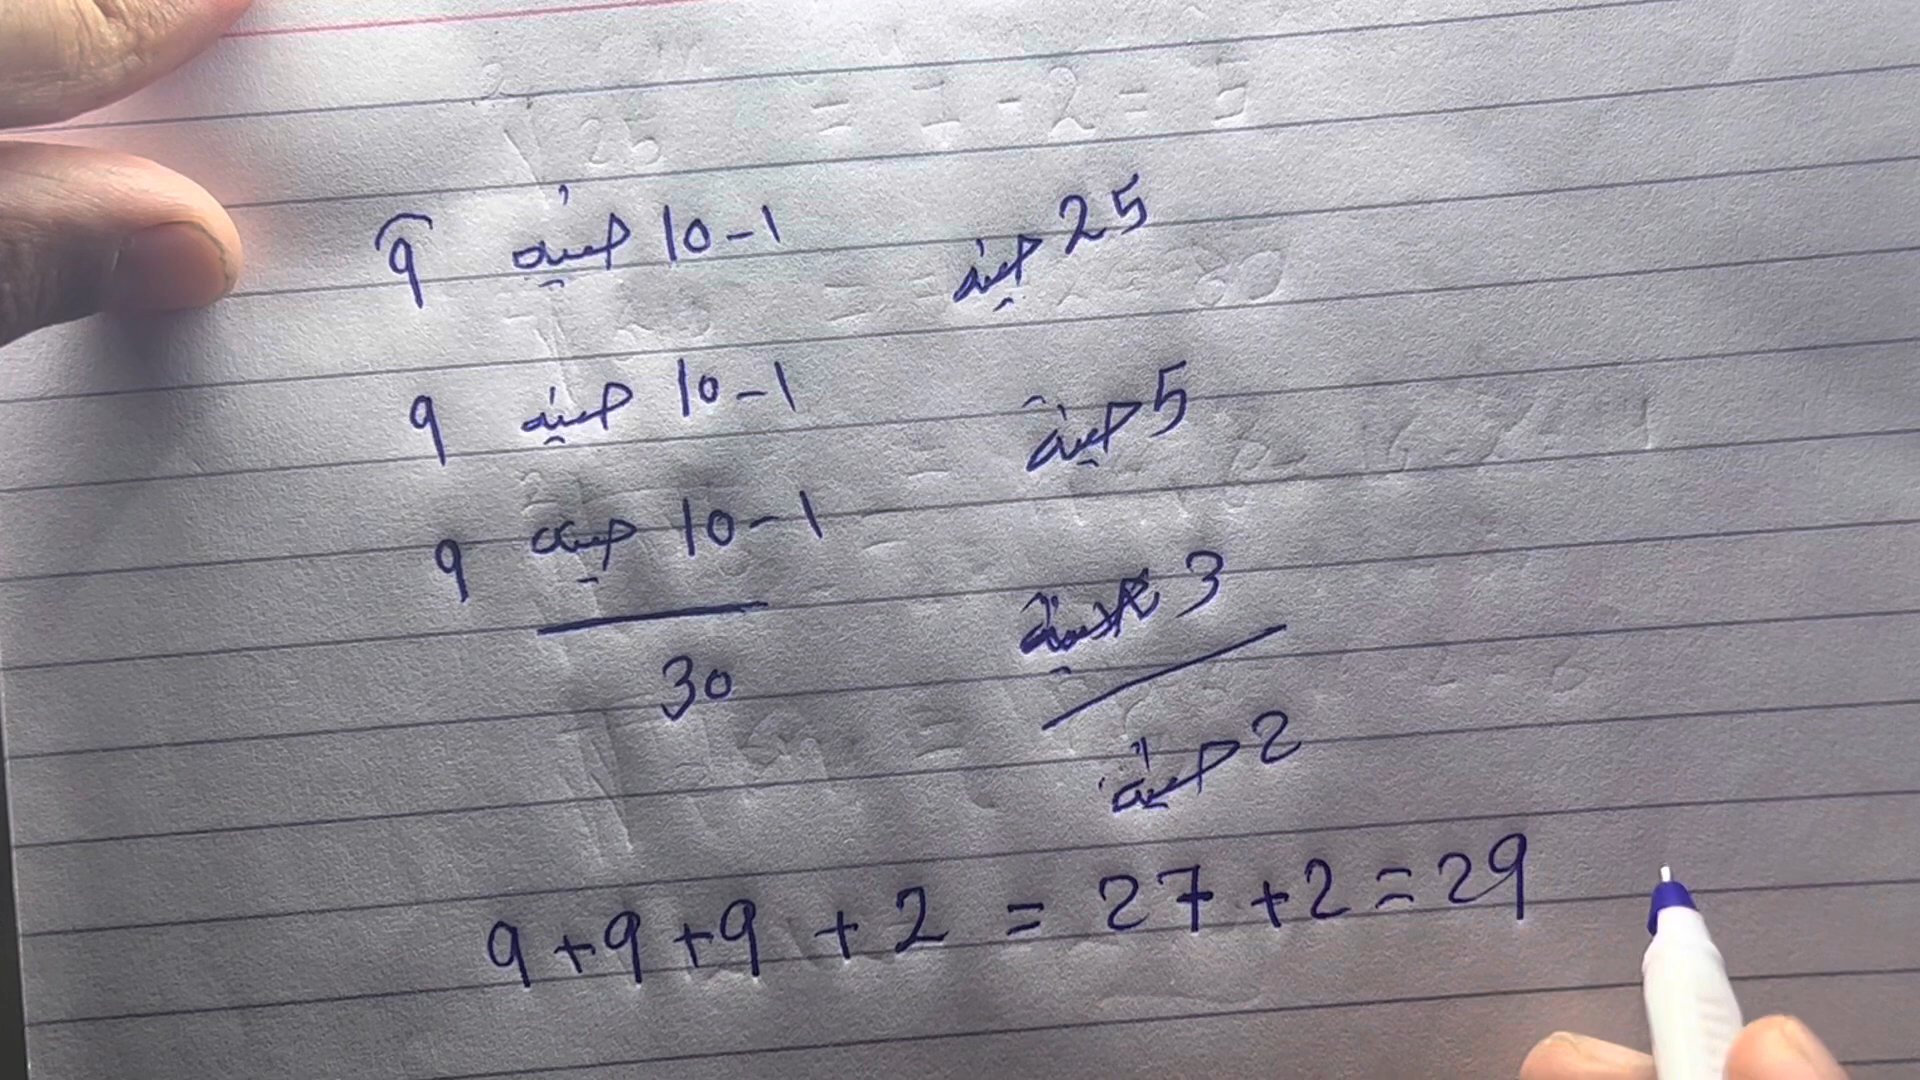 9 جنيه 10-1 جنيه 25
9 جنيه 10-1 جنيه 5
9 جنيه 10-1 جنيه 3
30 جنيه 2
9+9+9+2 = 27+2=29